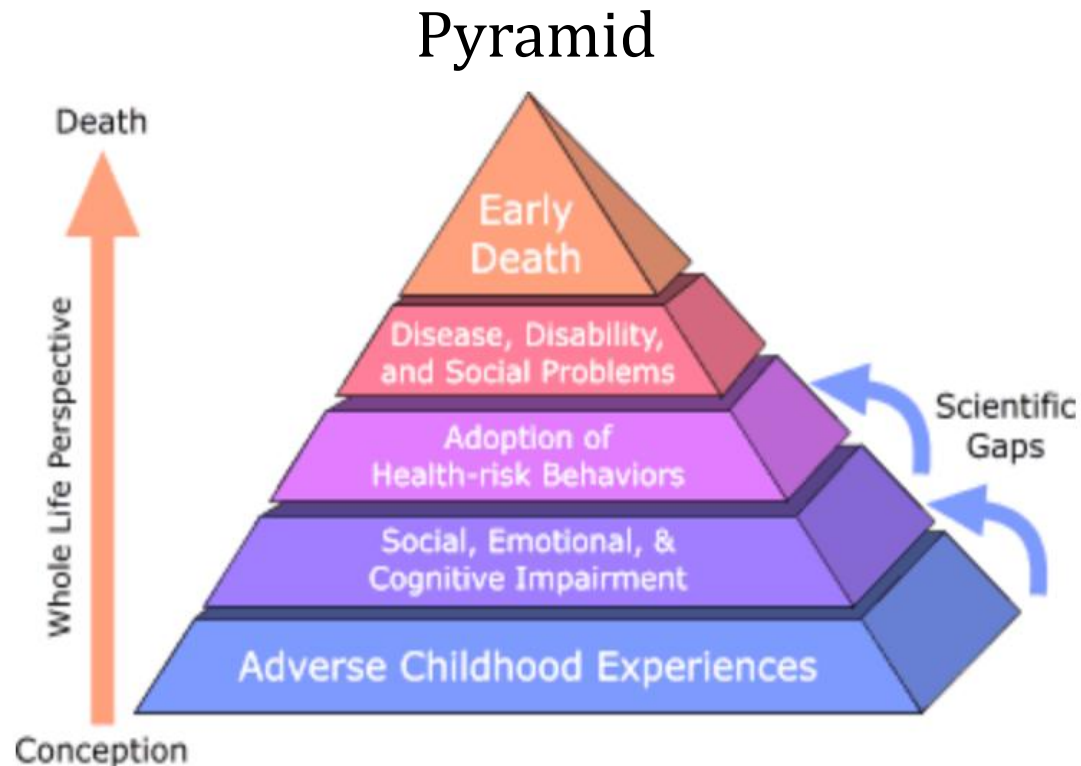 Pyramid
Death
Whole Life Perspective
Conception
Early
Death
Disease, Disability,
and Social Problems
Adoption of
Health-risk Behaviors
Social, Emotional, &
Cognitive Impairment
Adverse Childhood Experiences
Scientific
Gaps